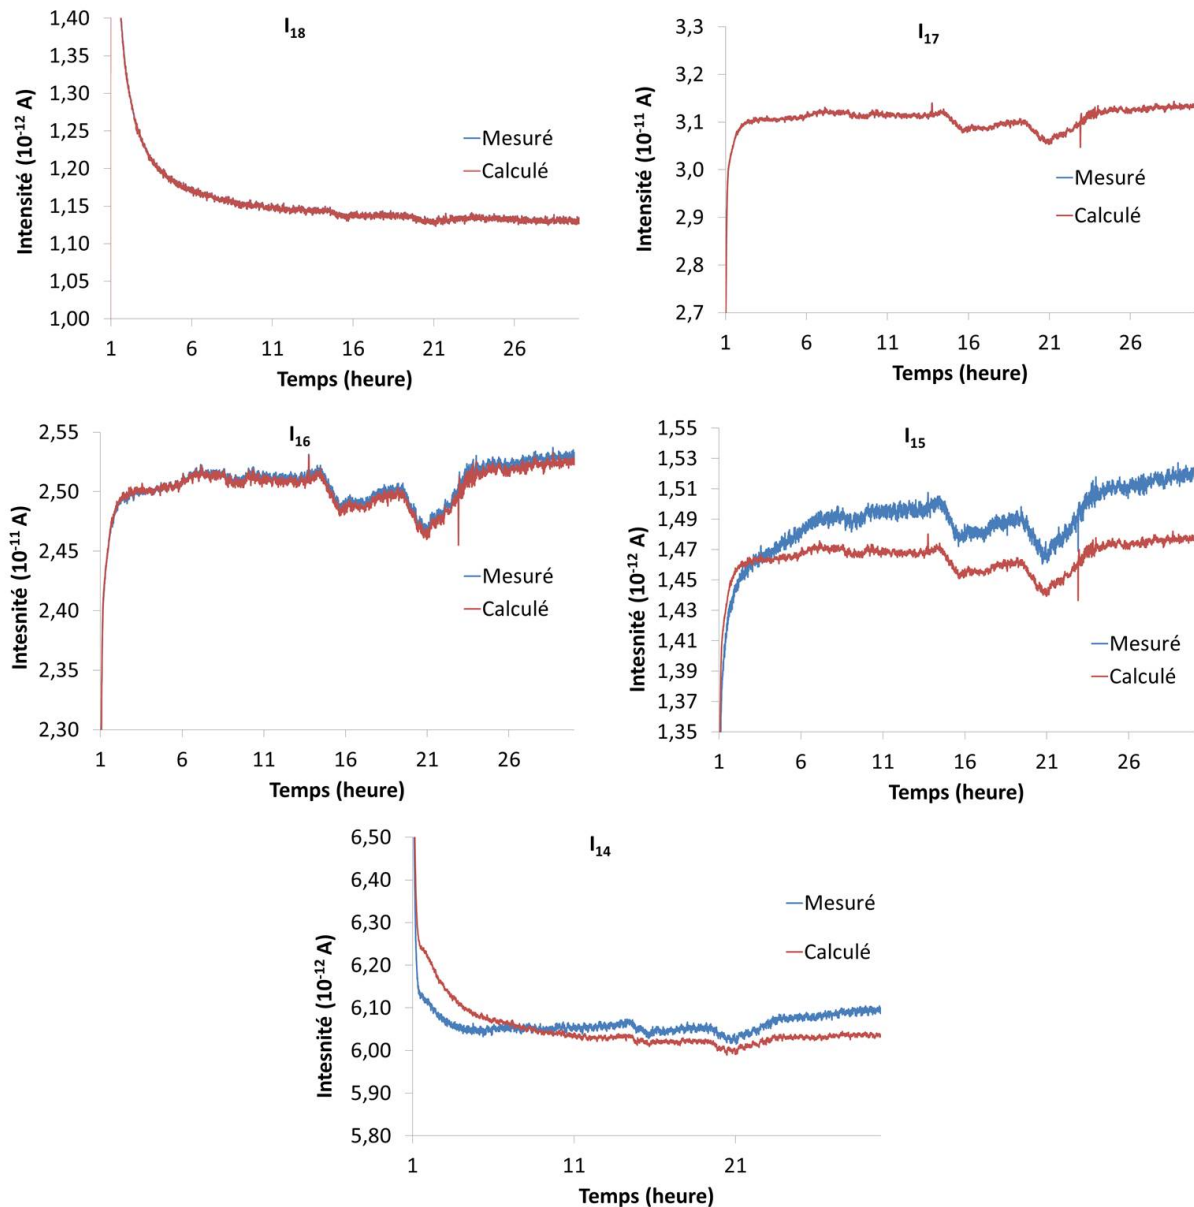 I18
Intensité (10-12 A)
1,40
1,35
1,30
1,25
1,20
1,15
1,10
1,05
1,00
Mesuré
Calculé
1 6 11 16 21 26
Temps (heure)
I17
Intensité (10-11 A)
3,3
3,2
3,1
3,0
2,9
2,8
2,7
Mesuré
Calculé
1 6 11 16 21 26
Temps (heure)
I16
Intesnité (10-11 A)
2,55
2,50
2,45
2,40
2,35
2,30
Mesuré
Calculé
1 6 11 16 21 26
Temps (heure)
I15
Intesnité (10-12 A)
1,55
1,53
1,51
1,49
1,47
1,45
1,43
1,41
1,39
1,37
1,35
Mesuré
Calculé
1 6 11 16 21 26
Temps (heure)
I14
Intesnité (10-12 A)
6,50
6,40
6,30
6,20
6,10
6,00
5,90
5,80
Mesuré
Calculé
1 11 21
Temps (heure)